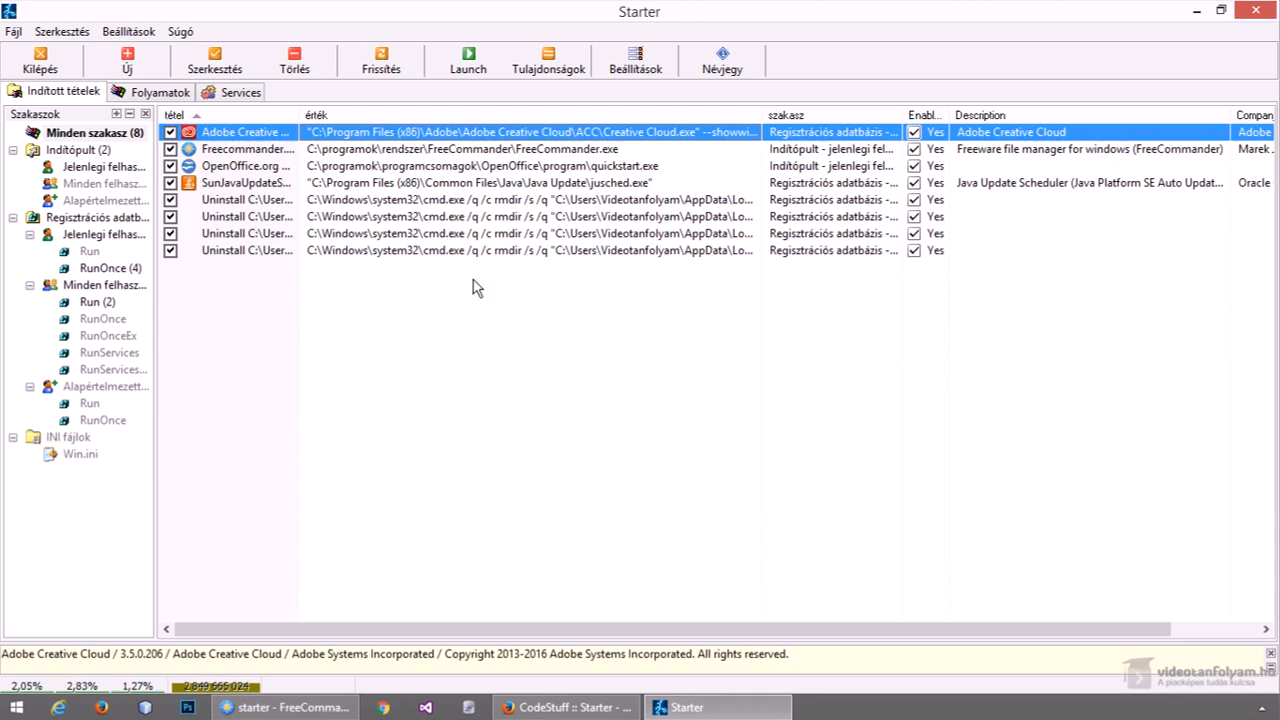 Starter
Fájl Szerkesztés Beállítások Súgó
Kilépés Új Szerkesztés Törlés Frissítés Launch Tulajdonságok Beállítások Névjegy
Indított tételek Folyamatok Services
Szakaszok
Minden szakasz (8)
Indítópult (2)
Jelenlegi felhas...
Minden felhasz...
Alapértelmezett...
Regisztrációs adatb...
Jelenlegi felhas...
Run
RunOnce (4)
Minden felhasz...
Run (2)
RunOnce
RunOnceEx
RunServices
RunServices...
Alapértelmezett...
Run
RunOnce
INI fájlok
Win.ini
tétel érték szakasz Enabl... Description Compan
Adobe Creative ... "C:\Program Files (x86)\Adobe\Adobe Creative Cloud\ACC\Creative Cloud.exe" --showwi... Regisztrációs adatbázis -... Yes Adobe Creative Cloud Adobe
Freecommander.... C:\programok\rendszer\FreeCommander\FreeCommander.exe Indítópult - jelenlegi fel... Yes Freeware file manager for windows (FreeCommander) Marek
OpenOffice.org ... C:\programok\programcsomagok\OpenOffice\program\quickstart.exe Indítópult - jelenlegi fel... Yes
SunJavaUpdateS... "C:\Program Files (x86)\Common Files\Java\Java Update\jusched.exe" Regisztrációs adatbázis -... Yes Java Update Scheduler (Java Platform SE Auto Updat... Oracle
Uninstall C:\User... C:\Windows\system32\cmd.exe /q /c rmdir /s /q "C:\Users\Videotanfolyam\AppData\Lo... Regisztrációs adatbázis -... Yes
Uninstall C:\User... C:\Windows\system32\cmd.exe /q /c rmdir /s /q "C:\Users\Videotanfolyam\AppData\Lo... Regisztrációs adatbázis -... Yes
Uninstall C:\User... C:\Windows\system32\cmd.exe /q /c rmdir /s /q "C:\Users\Videotanfolyam\AppData\Lo... Regisztrációs adatbázis -... Yes
Uninstall C:\User... C:\Windows\system32\cmd.exe /q /c rmdir /s /q "C:\Users\Videotanfolyam\AppData\Lo... Regisztrációs adatbázis -... Yes
Adobe Creative Cloud / 3.5.0.206 / Adobe Creative Cloud / Adobe Systems Incorporated / Copyright 2013-2016 Adobe Systems Incorporated. All rights reserved.
videotanfolyam.hu
A piacképes tudás kulcsa
2,05% 2,83% 1,27% 2 849 665 024
starter - FreeComma... CodeStuff :: Starter - ... Starter